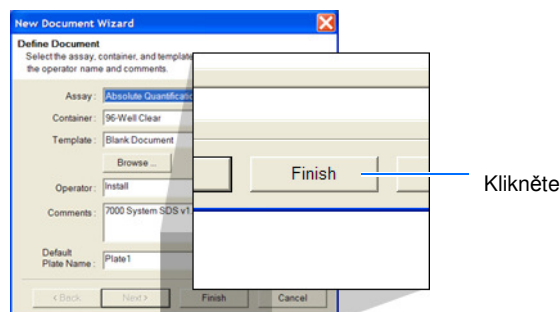 New Document Wizard
Define Document
Select the assay, container, and template
the operator name and comments.
Assay: Absolute Quantificatio
Container: 96-Well Clear
Template: Blank Document
Browse ...
Operator: Install
Comments: 7000 System SDS v1.
Default
Plate Name: Plate1
< Back Next > Finish Cancel
Finish
Klikněte